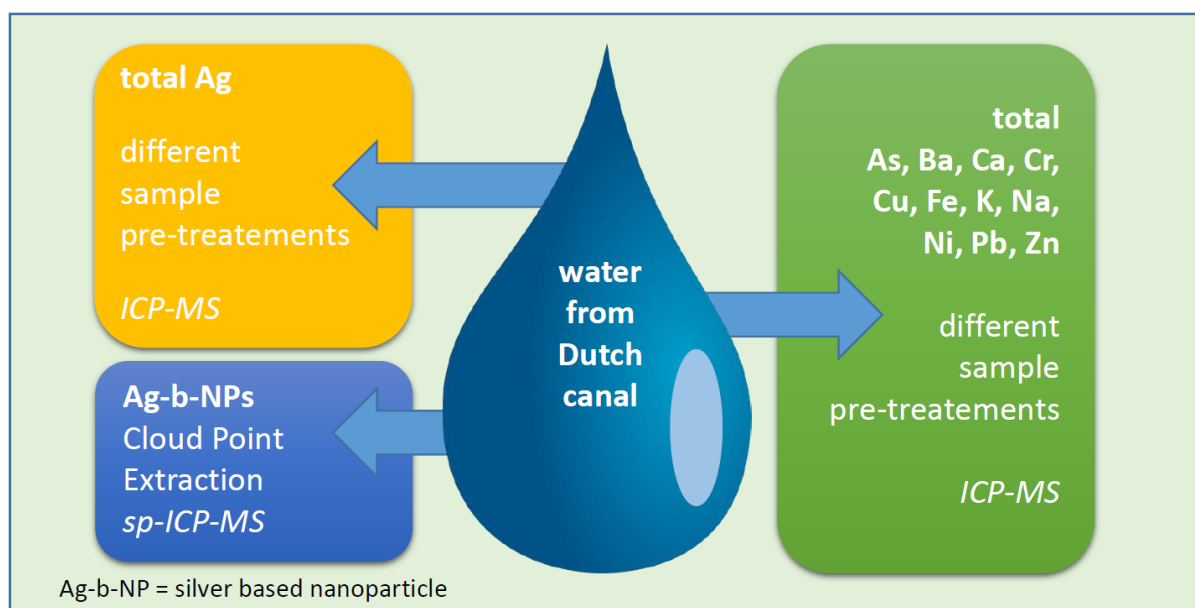 total Ag
different
sample
pre-treatements
ICP-MS
Ag-b-NPs
Cloud Point
Extraction
sp-ICP-MS
water
from
Dutch
canal
total
As, Ba, Ca, Cr,
Cu, Fe, K, Na,
Ni, Pb, Zn
different
sample
pre-treatements
ICP-MS
Ag-b-NP = silver based nanoparticle